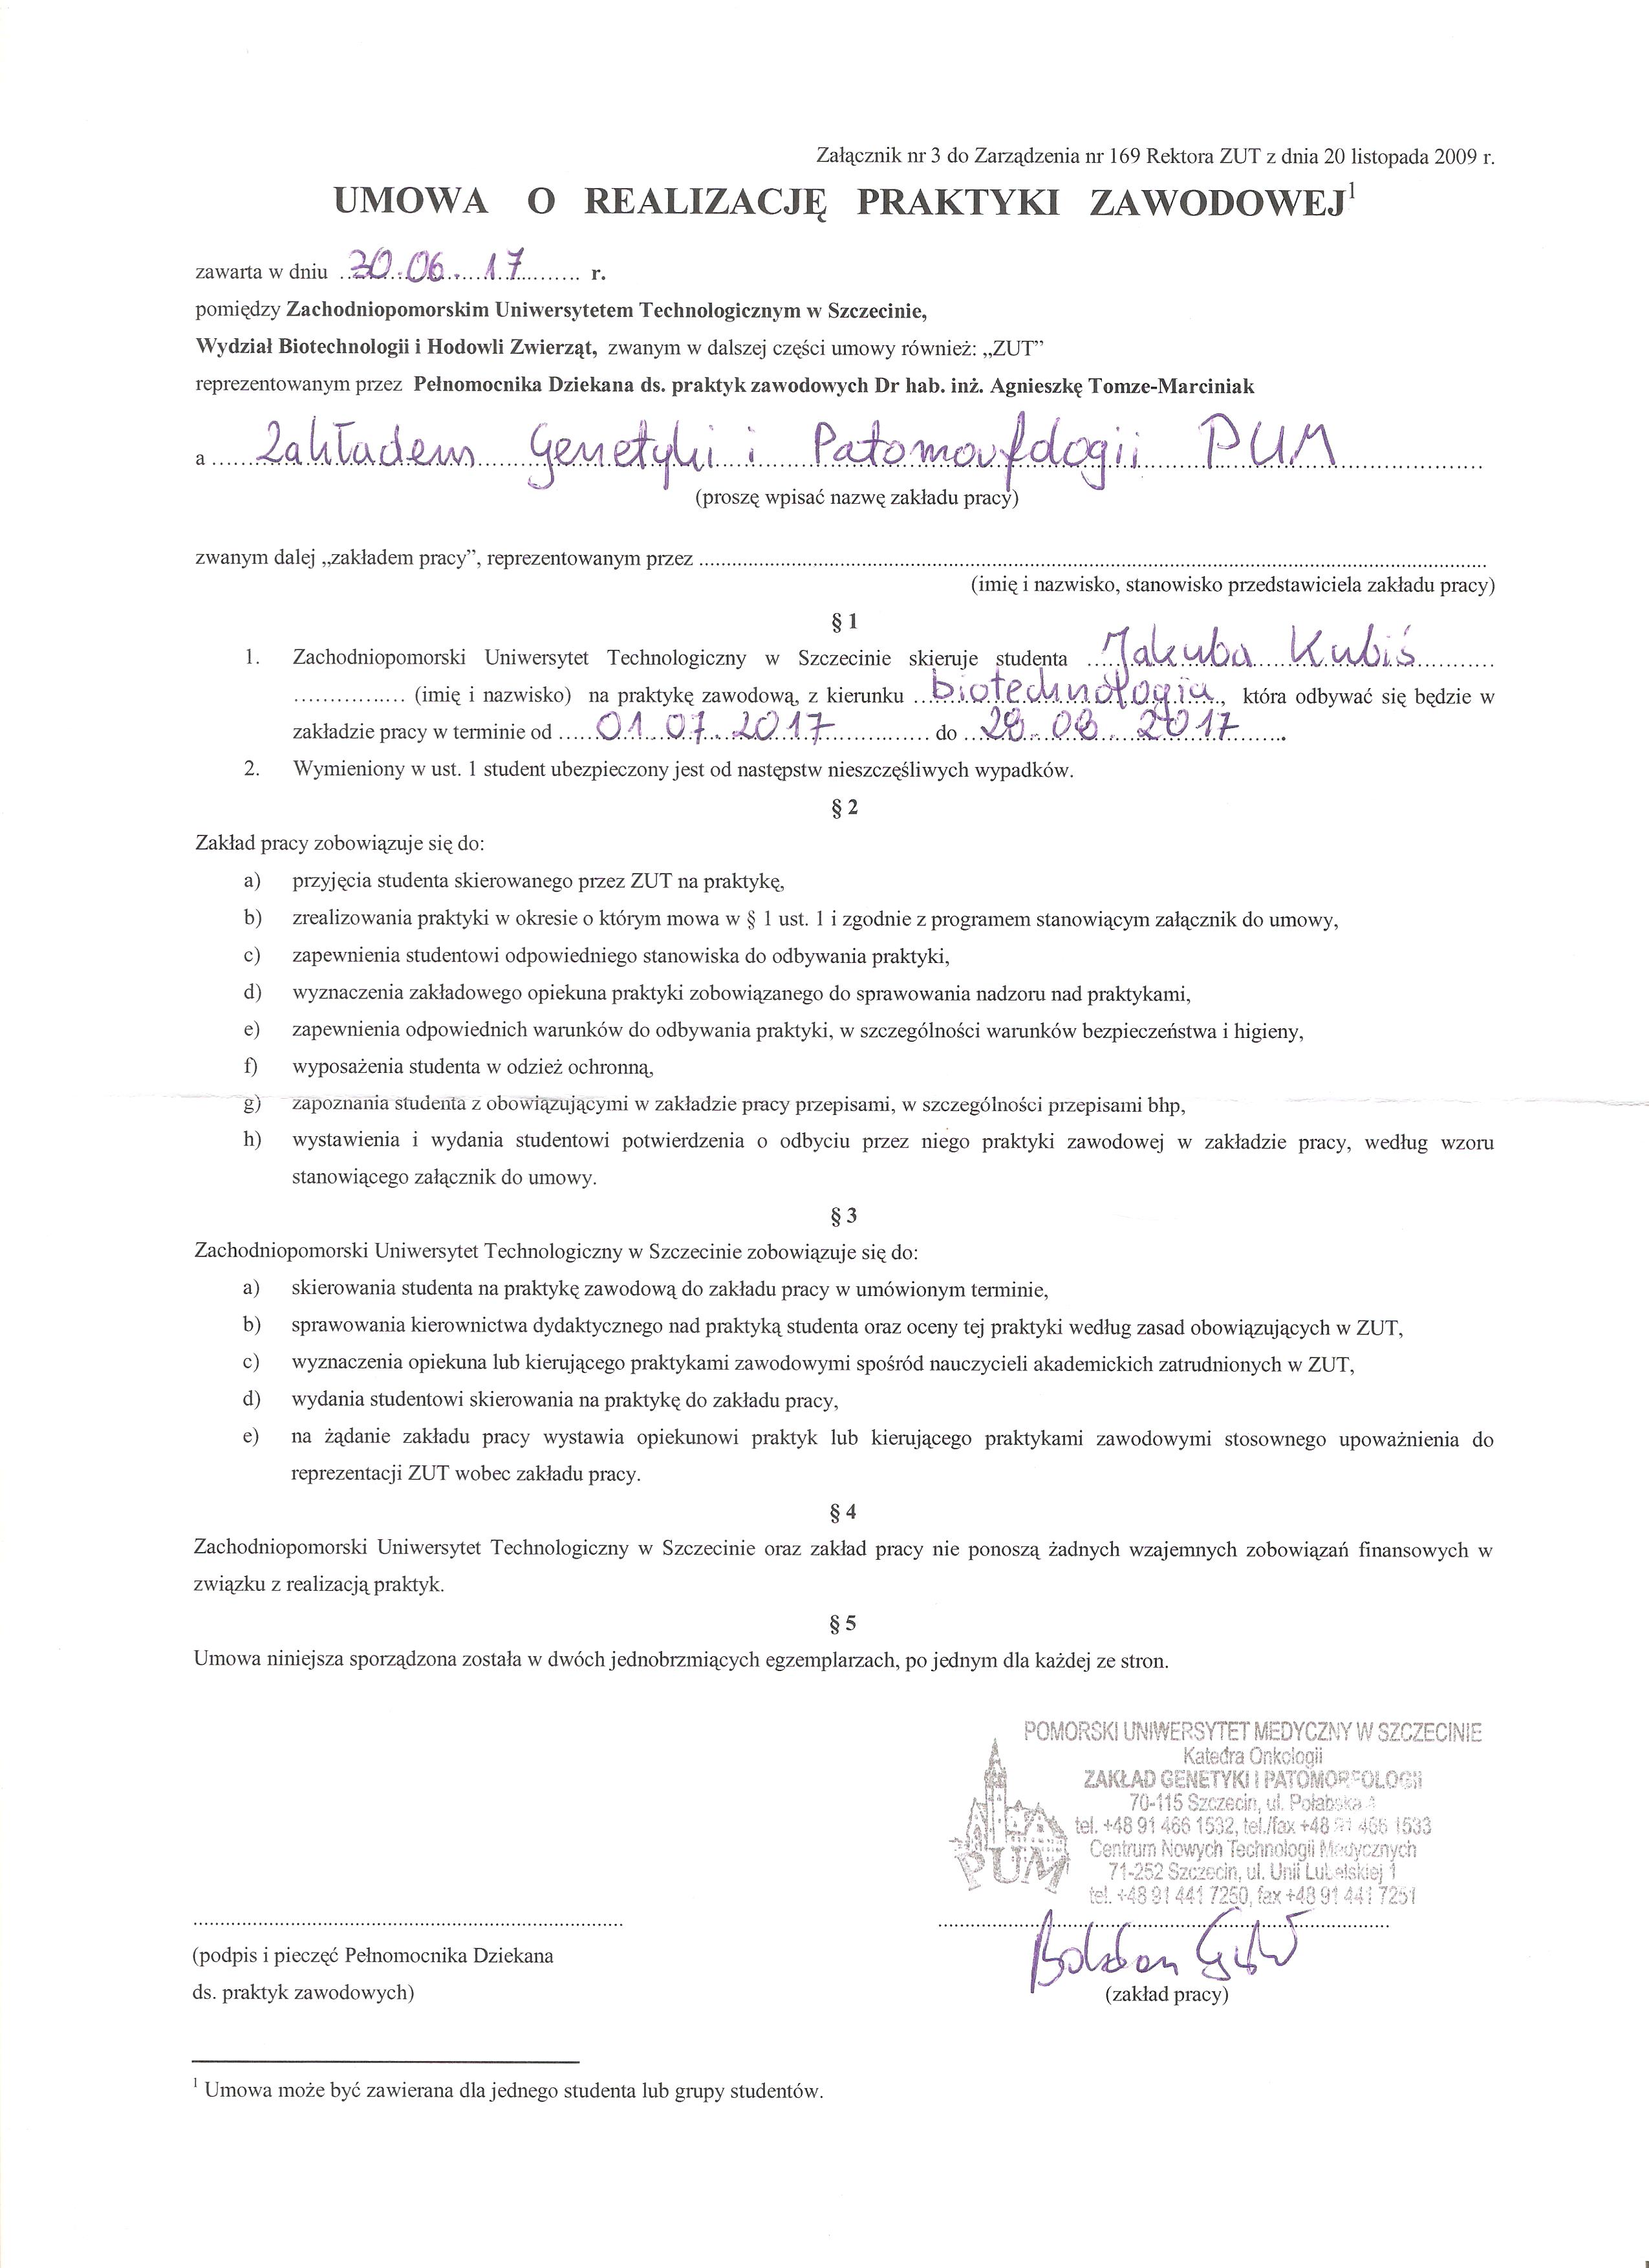 Załącznik nr 3 do Zarządzenia nr 169 Rektora ZUT z dnia 20 listopada 2009 r.
UMOWA O REALIZACJĘ PRAKTYKI ZAWODOWEJ¹
zawarta w dniu 30.06.17 r.
pomiędzy Zachodniopomorskim Uniwersytetem Technologicznym w Szczecinie,
Wydział Biotechnologii i Hodowli Zwierząt, zwanym w dalszej części umowy również: „ZUT”
reprezentowanym przez Pełnomocnika Dziekana ds. praktyk zawodowych Dr hab. inż. Agnieszkę Tomze-Marciniak
a Zakładem Genetyki i Patomorfologii PUM
(proszę wpisać nazwę zakładu pracy)
zwanym dalej „zakładem pracy”, reprezentowanym przez
(imię i nazwisko, stanowisko przedstawiciela zakładu pracy)
§ 1
1. Zachodniopomorski Uniwersytet Technologiczny w Szczecinie skieruje studenta Jakuba Kubiś
(imię i nazwisko) na praktykę zawodową, z kierunku biotechnologia, która odbywać się będzie w
zakładzie pracy w terminie od 01.07.2017 do 2017.
2. Wymieniony w ust. 1 student ubezpieczony jest od następstw nieszczęśliwych wypadków.
§ 2
Zakład pracy zobowiązuje się do:
a) przyjęcia studenta skierowanego przez ZUT na praktykę,
b) zrealizowania praktyki w okresie o którym mowa w § 1 ust. 1 i zgodnie z programem stanowiącym załącznik do umowy,
c) zapewnienia studentowi odpowiedniego stanowiska do odbywania praktyki,
d) wyznaczenia zakładowego opiekuna praktyki zobowiązanego do sprawowania nadzoru nad praktykami,
e) zapewnienia odpowiednich warunków do odbywania praktyki, w szczególności warunków bezpieczeństwa i higieny,
f) wyposażenia studenta w odzież ochronną,
g) zapoznania studenta z obowiązującymi w zakładzie pracy przepisami, w szczególności przepisami bhp,
h) wystawienia i wydania studentowi potwierdzenia o odbyciu przez niego praktyki zawodowej w zakładzie pracy, według wzoru
stanowiącego załącznik do umowy.
§ 3
Zachodniopomorski Uniwersytet Technologiczny w Szczecinie zobowiązuje się do:
a) skierowania studenta na praktykę zawodową do zakładu pracy w umówionym terminie,
b) sprawowania kierownictwa dydaktycznego nad praktyką studenta oraz oceny tej praktyki według zasad obowiązujących w ZUT,
c) wyznaczenia opiekuna lub kierującego praktykami zawodowymi spośród nauczycieli akademickich zatrudnionych w ZUT,
d) wydania studentowi skierowania na praktykę do zakładu pracy,
e) na żądanie zakładu pracy wystawia opiekunowi praktyk lub kierującego praktykami zawodowymi stosownego upoważnienia do
reprezentacji ZUT wobec zakładu pracy.
§ 4
Zachodniopomorski Uniwersytet Technologiczny w Szczecinie oraz zakład pracy nie ponoszą żadnych wzajemnych zobowiązań finansowych w
związku z realizacją praktyk.
§ 5
Umowa niniejsza sporządzona została w dwóch jednobrzmiących egzemplarzach, po jednym dla każdej ze stron.
POMORSKI UNIWERSYTET MEDYCZNY W SZCZECINIE
Katedra Onkologii
ZAKŁAD GENETYKI I PATOMORFOLOGII
70-115 Szczecin, ul. Połabska
tel. +48 91 466 1532, tel./fax +48 91 466 1533
Centrum Nowych Technologii Medycznych
71-252 Szczecin, ul. Unii Lubelskiej 1
tel. +48 91 441 7250, fax +48 91 441 7251
PUM
(podpis i pieczęć Pełnomocnika Dziekana
ds. praktyk zawodowych)
(zakład pracy)
¹ Umowa może być zawierana dla jednego studenta lub grupy studentów.